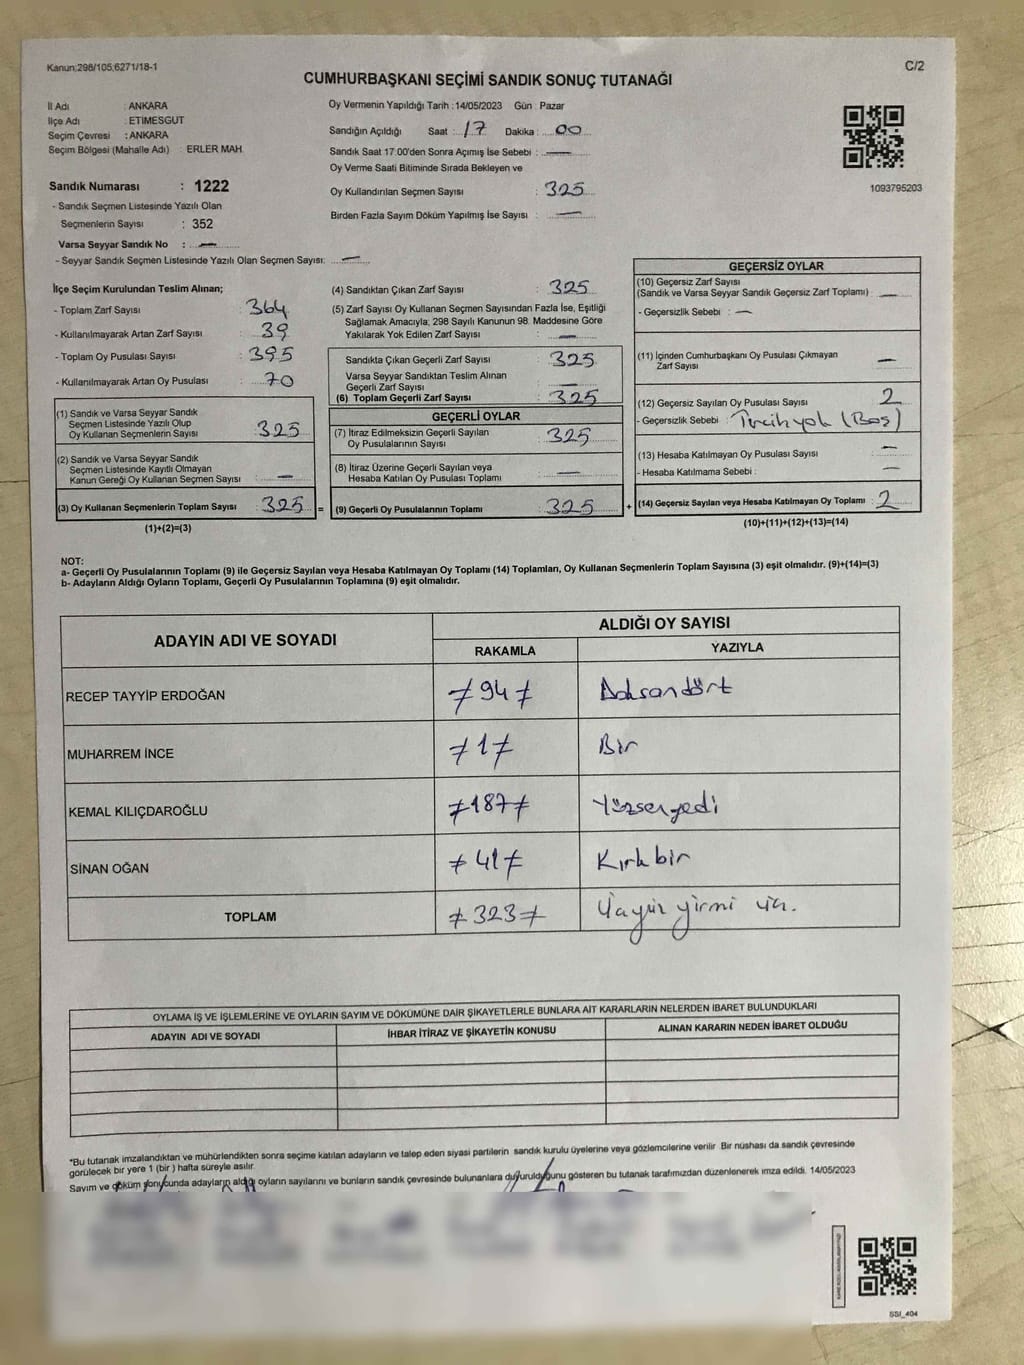 Kanun:298/105,6271/18-1
C/2
CUMHURBAŞKANI SEÇİMİ SANDIK SONUÇ TUTANAĞI
İl Adı : ANKARA
İlçe Adı : ETİMESGUT
Seçim Çevresi : ANKARA
Seçim Bölgesi (Mahalle Adı) : ERLER MAH.
Sandık Numarası : 1222
- Sandık Seçmen Listesinde Yazılı Olan
Seçmenlerin Sayısı : 352
Varsa Seyyar Sandık No : —
- Seyyar Sandık Seçmen Listesinde Yazılı Olan Seçmen Sayısı: —
Oy Vermenin Yapıldığı Tarih : 14/05/2023 Gün : Pazar
Sandığın Açıldığı Saat : 17 Dakika : 00
Sandık Saat 17:00'den Sonra Açımış İse Sebebi : —
Oy Verme Saati Bitiminde Sırada Bekleyen ve
Oy Kullandırılan Seçmen Sayısı : 325
Birden Fazla Sayım Döküm Yapılmış İse Sayısı : —
1093795203
İlçe Seçim Kurulundan Teslim Alınan;
- Toplam Zarf Sayısı : 364
- Kullanılmayarak Artan Zarf Sayısı : 39
- Toplam Oy Pusulası Sayısı : 395
- Kullanılmayarak Artan Oy Pusulası : 70
(1) Sandık ve Varsa Seyyar Sandık
Seçmen Listesinde Yazılı Olup
Oy Kullanan Seçmenlerin Sayısı : 325
(2) Sandık ve Varsa Seyyar Sandık
Seçmen Listesinde Kayıtlı Olmayan
Kanun Gereği Oy Kullanan Seçmen Sayısı : —
(3) Oy Kullanan Seçmenlerin Toplam Sayısı : 325 =
(1)+(2)=(3)
(4) Sandıktan Çıkan Zarf Sayısı : 325
(5) Zarf Sayısı Oy Kullanan Seçmen Sayısından Fazla İse, Eşitliği
Sağlamak Amacıyla; 298 Sayılı Kanunun 98. Maddesine Göre
Yakılarak Yok Edilen Zarf Sayısı : —
Sandıkta Çıkan Geçerli Zarf Sayısı : 325
Varsa Seyyar Sandıktan Teslim Alınan
Geçerli Zarf Sayısı : —
(6) Toplam Geçerli Zarf Sayısı : 325
GEÇERLİ OYLAR
(7) İtiraz Edilmeksizin Geçerli Sayılan
Oy Pusulalarının Sayısı : 325
(8) İtiraz Üzerine Geçerli Sayılan veya
Hesaba Katılan Oy Pusulası Toplamı : —
(9) Geçerli Oy Pusulalarının Toplamı : 325 +
GEÇERSİZ OYLAR
(10) Geçersiz Zarf Sayısı
(Sandık ve Varsa Seyyar Sandık Geçersiz Zarf Toplamı) : —
- Geçersizlik Sebebi : —
(11) İçinden Cumhurbaşkanı Oy Pusulası Çıkmayan
Zarf Sayısı : —
(12) Geçersiz Sayılan Oy Pusulası Sayısı : 2
- Geçersizlik Sebebi : Tercih yok (Boş)
(13) Hesaba Katılmayan Oy Pusulası Sayısı : —
- Hesaba Katılmama Sebebi : —
(14) Geçersiz Sayılan veya Hesaba Katılmayan Oy Toplamı : 2
(10)+(11)+(12)+(13)=(14)
NOT:
a- Geçerli Oy Pusulalarının Toplamı (9) ile Geçersiz Sayılan veya Hesaba Katılmayan Oy Toplamı (14) Toplamları, Oy Kullanan Seçmenlerin Toplam Sayısına (3) eşit olmalıdır. (9)+(14)=(3)
b- Adayların Aldığı Oyların Toplamı, Geçerli Oy Pusulalarının Toplamına (9) eşit olmalıdır.
ADAYIN ADI VE SOYADI
ALDIĞI OY SAYISI
RAKAMLA YAZIYLA
RECEP TAYYİP ERDOĞAN ≠94≠ Doksandört
MUHARREM İNCE ≠1≠ Bir
KEMAL KILIÇDAROĞLU ≠187≠ Yüzsenyedi
SİNAN OĞAN ≠41≠ Kırkbir
TOPLAM ≠323≠ Üçyüz yirmi üç.
OYLAMA İŞ VE İŞLEMLERİNE VE OYLARIN SAYIM VE DÖKÜMÜNE DAİR ŞİKAYETLERLE BUNLARA AİT KARARLARIN NELERDEN İBARET BULUNDUKLARI
ADAYIN ADI VE SOYADI İHBAR İTİRAZ VE ŞİKAYETİN KONUSU ALINAN KARARIN NEDEN İBARET OLDUĞU
*Bu tutanak imzalandıktan ve mühürlendikten sonra seçime katılan adayların ve talep eden siyasi partilerin sandık kurulu üyelerine veya gözlemcilerine verilir. Bir nüshası da sandık çevresinde
görülecek bir yere 1 (bir ) hafta süreyle asılır.
Sayım ve döküm sonucunda adayların aldığı oyların sayılarını ve bunların sandık çevresinde bulunanlara duyurulduğunu gösteren bu tutanak tarafımızdan düzenlenerek imza edildi. 14/05/2023
SSI_404